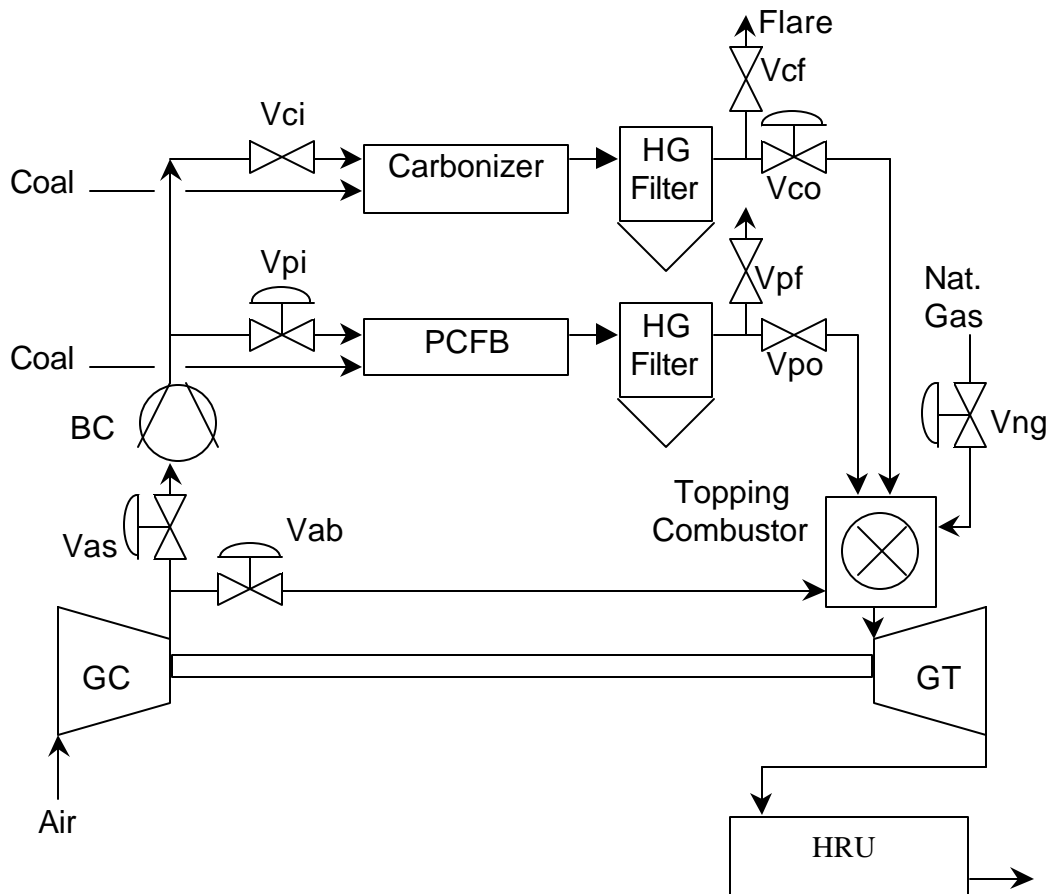 Flare
Vcf
Vci
Coal
Carbonizer
HG
Filter
Vco
Vpi
Vpf
Nat.
Gas
Coal
PCFB
HG
Filter
Vpo
BC
Vng
Topping
Combustor
Vas
Vab
GC
GT
Air
HRU